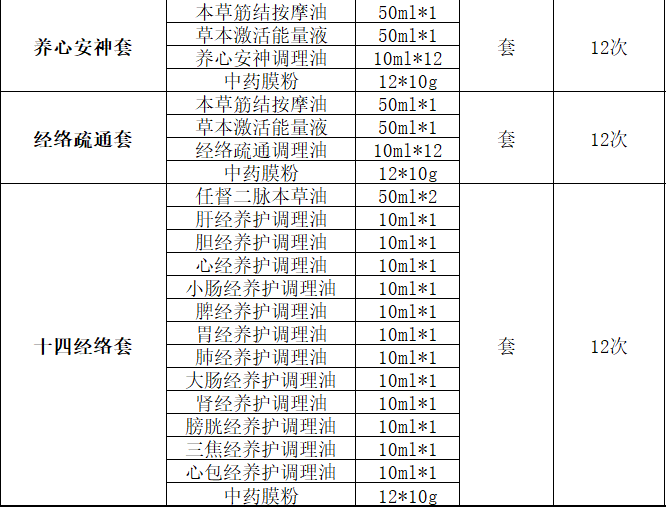 本草筋结按摩油 50ml*1
草本激活能量液 50ml*1
养心安神套 养心安神调理油 10ml*12 套 12次
中药膜粉 12*10g
本草筋结按摩油 50ml*1
草本激活能量液 50ml*1
经络疏通套 经络疏通调理油 10ml*12 套 12次
中药膜粉 12*10g
任督二脉本草油 50ml*2
肝经养护调理油 10ml*1
胆经养护调理油 10ml*1
心经养护调理油 10ml*1
小肠经养护调理油 10ml*1
脾经养护调理油 10ml*1
胃经养护调理油 10ml*1
十四经络套 肺经养护调理油 10ml*1 套 12次
大肠经养护调理油 10ml*1
肾经养护调理油 10ml*1
膀胱经养护调理油 10ml*1
三焦经养护调理油 10ml*1
心包经养护调理油 10ml*1
中药膜粉 12*10g